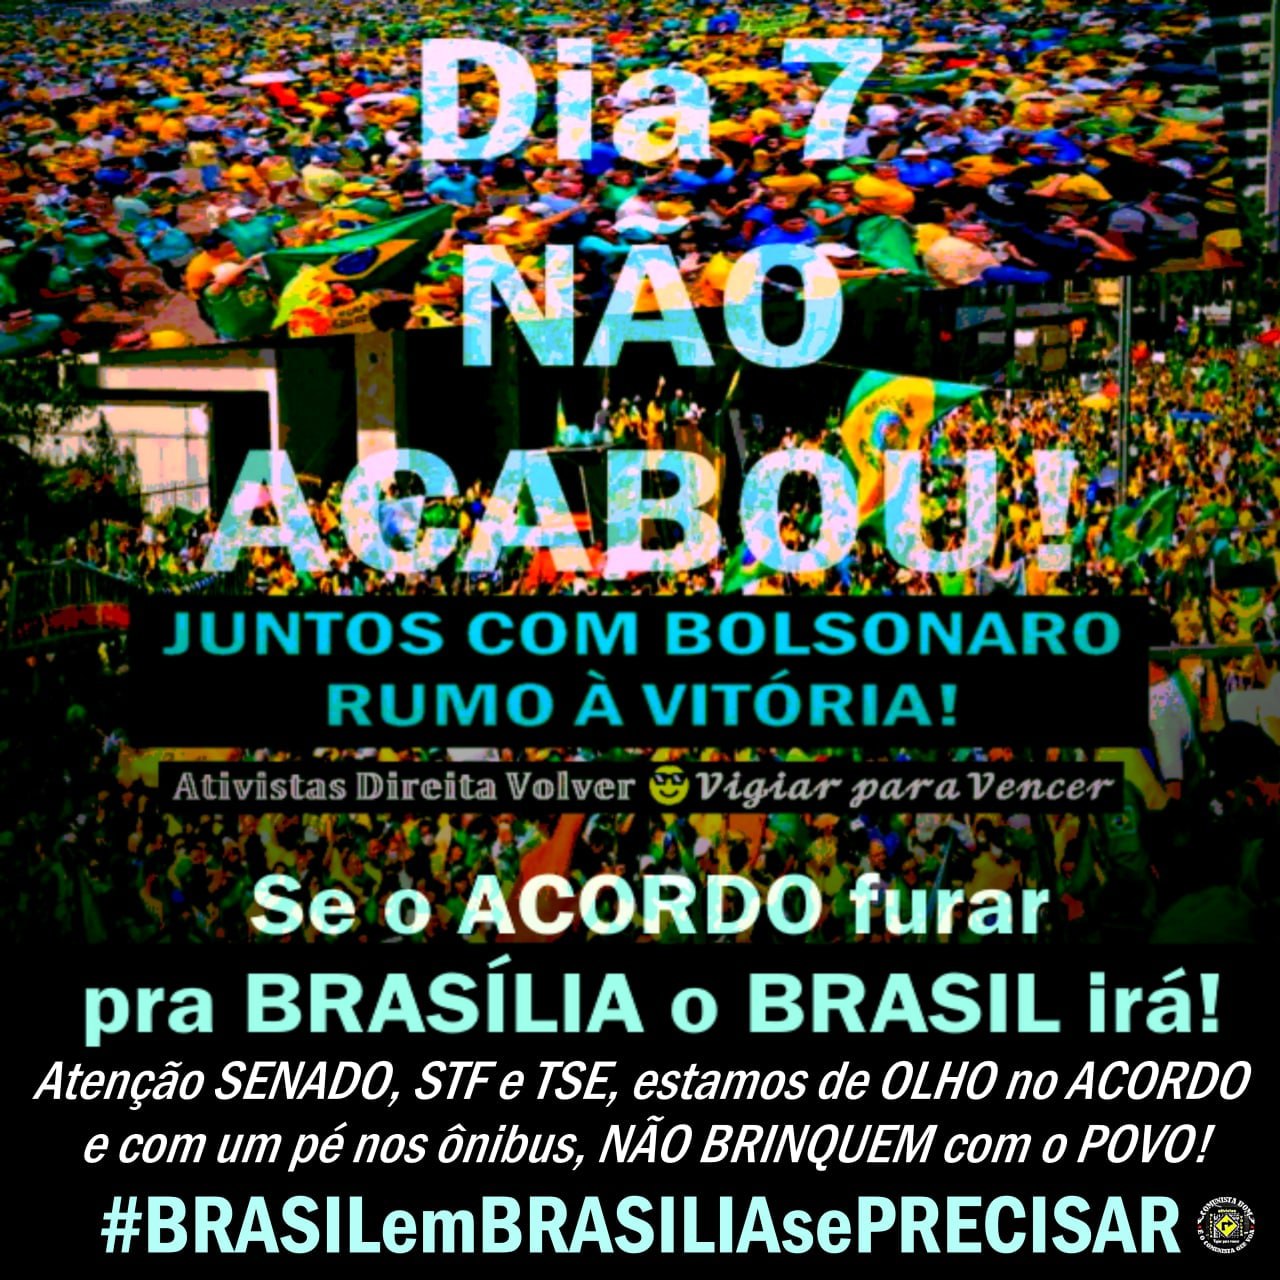 Dia 7
NÃO
ACABOU!
JUNTOS COM BOLSONARO
RUMO À VITÓRIA!
Ativistas Direita Volver 😎 Vigiar para Vencer
Se o ACORDO furar
pra BRASÍLIA o BRASIL irá!
Atenção SENADO, STF e TSE, estamos de OLHO no ACORDO
e com um pé nos ônibus, NÃO BRINQUEM com o POVO!
#BRASILemBRASILIAsePRECISAR